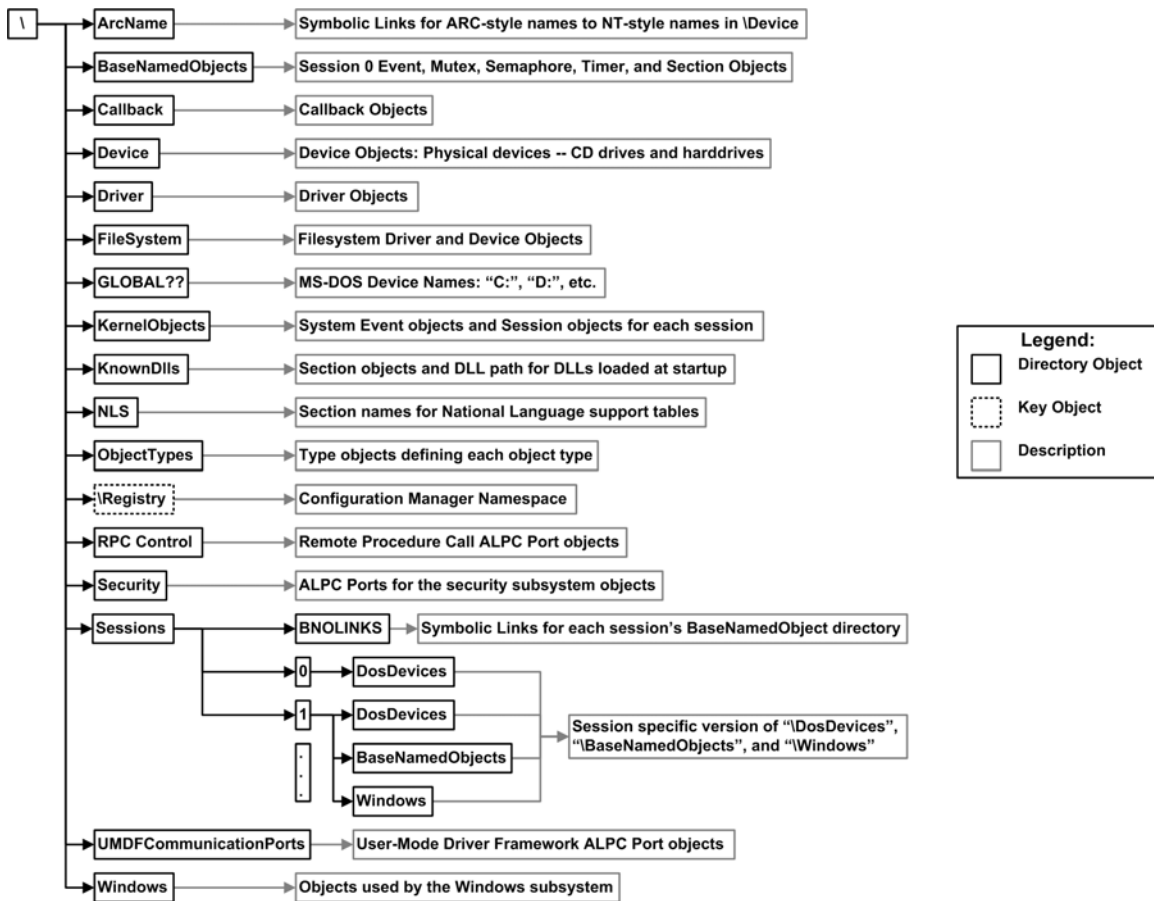 \
ArcName
Symbolic Links for ARC-style names to NT-style names in \Device
BaseNamedObjects
Session 0 Event, Mutex, Semaphore, Timer, and Section Objects
Callback
Callback Objects
Device
Device Objects: Physical devices -- CD drives and harddrives
Driver
Driver Objects
FileSystem
Filesystem Driver and Device Objects
GLOBAL??
MS-DOS Device Names: “C:”, “D:”, etc.
KernelObjects
System Event objects and Session objects for each session
KnownDlls
Section objects and DLL path for DLLs loaded at startup
NLS
Section names for National Language support tables
ObjectTypes
Type objects defining each object type
\Registry
Configuration Manager Namespace
RPC Control
Remote Procedure Call ALPC Port objects
Security
ALPC Ports for the security subsystem objects
Sessions
BNOLINKS
Symbolic Links for each session’s BaseNamedObject directory
0
DosDevices
1
DosDevices
.
.
.
BaseNamedObjects
Windows
Session specific version of “\DosDevices”,
“\BaseNamedObjects”, and “\Windows”
UMDFCommunicationPorts
User-Mode Driver Framework ALPC Port objects
Windows
Objects used by the Windows subsystem
Legend:
Directory Object
Key Object
Description